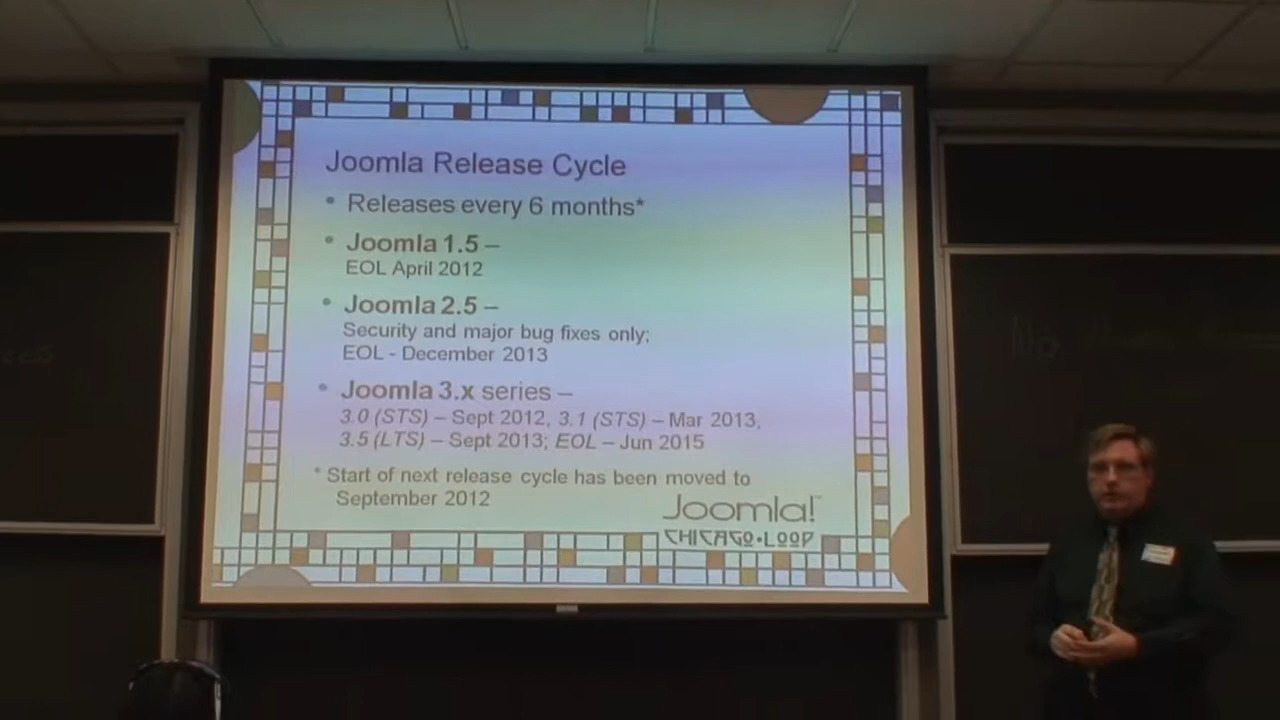 Joomla Release Cycle
• Releases every 6 months*
• Joomla 1.5 –
EOL April 2012
• Joomla 2.5 –
Security and major bug fixes only;
EOL - December 2013
• Joomla 3.x series –
3.0 (STS) – Sept 2012, 3.1 (STS) – Mar 2013,
3.5 (LTS) – Sept 2013; EOL – Jun 2015
* Start of next release cycle has been moved to
September 2012
Joomla!™
CHICAGO•LOOP
No